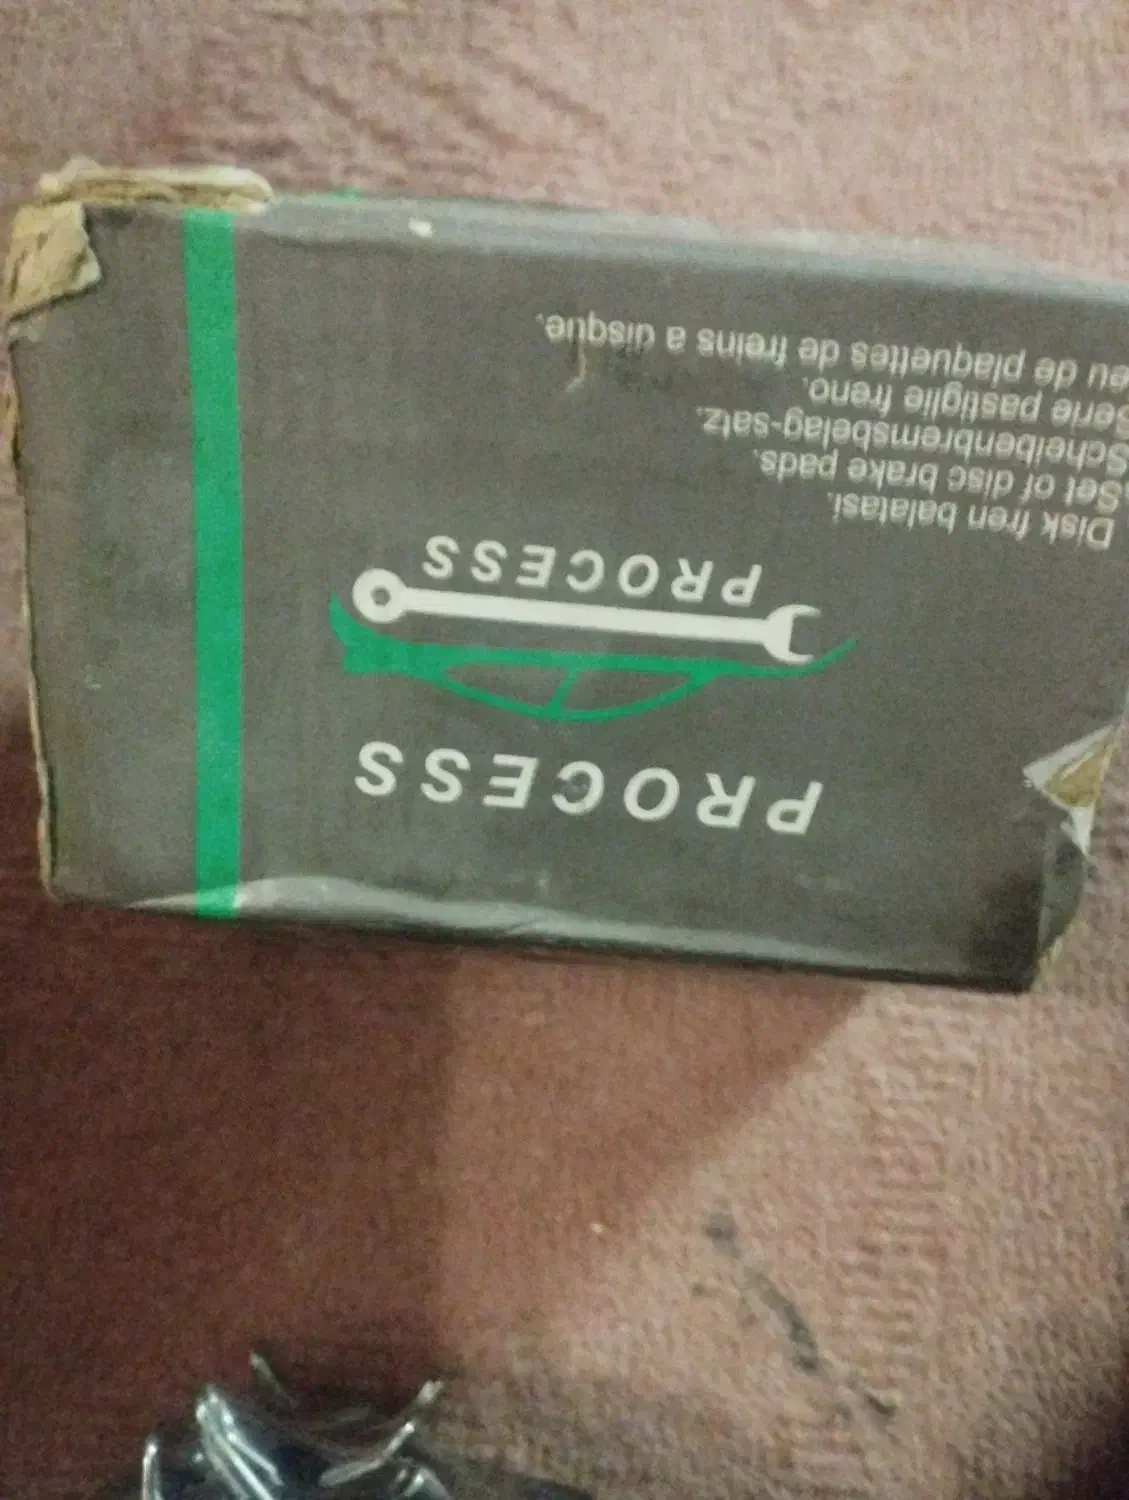 PROCESS
PROCESS
Disk fren balatasi.
Set of disc brake pads.
Scheibenbremsbelag-satz.
Serie pastiglie freno.
eu de plaquettes de freins a disque.